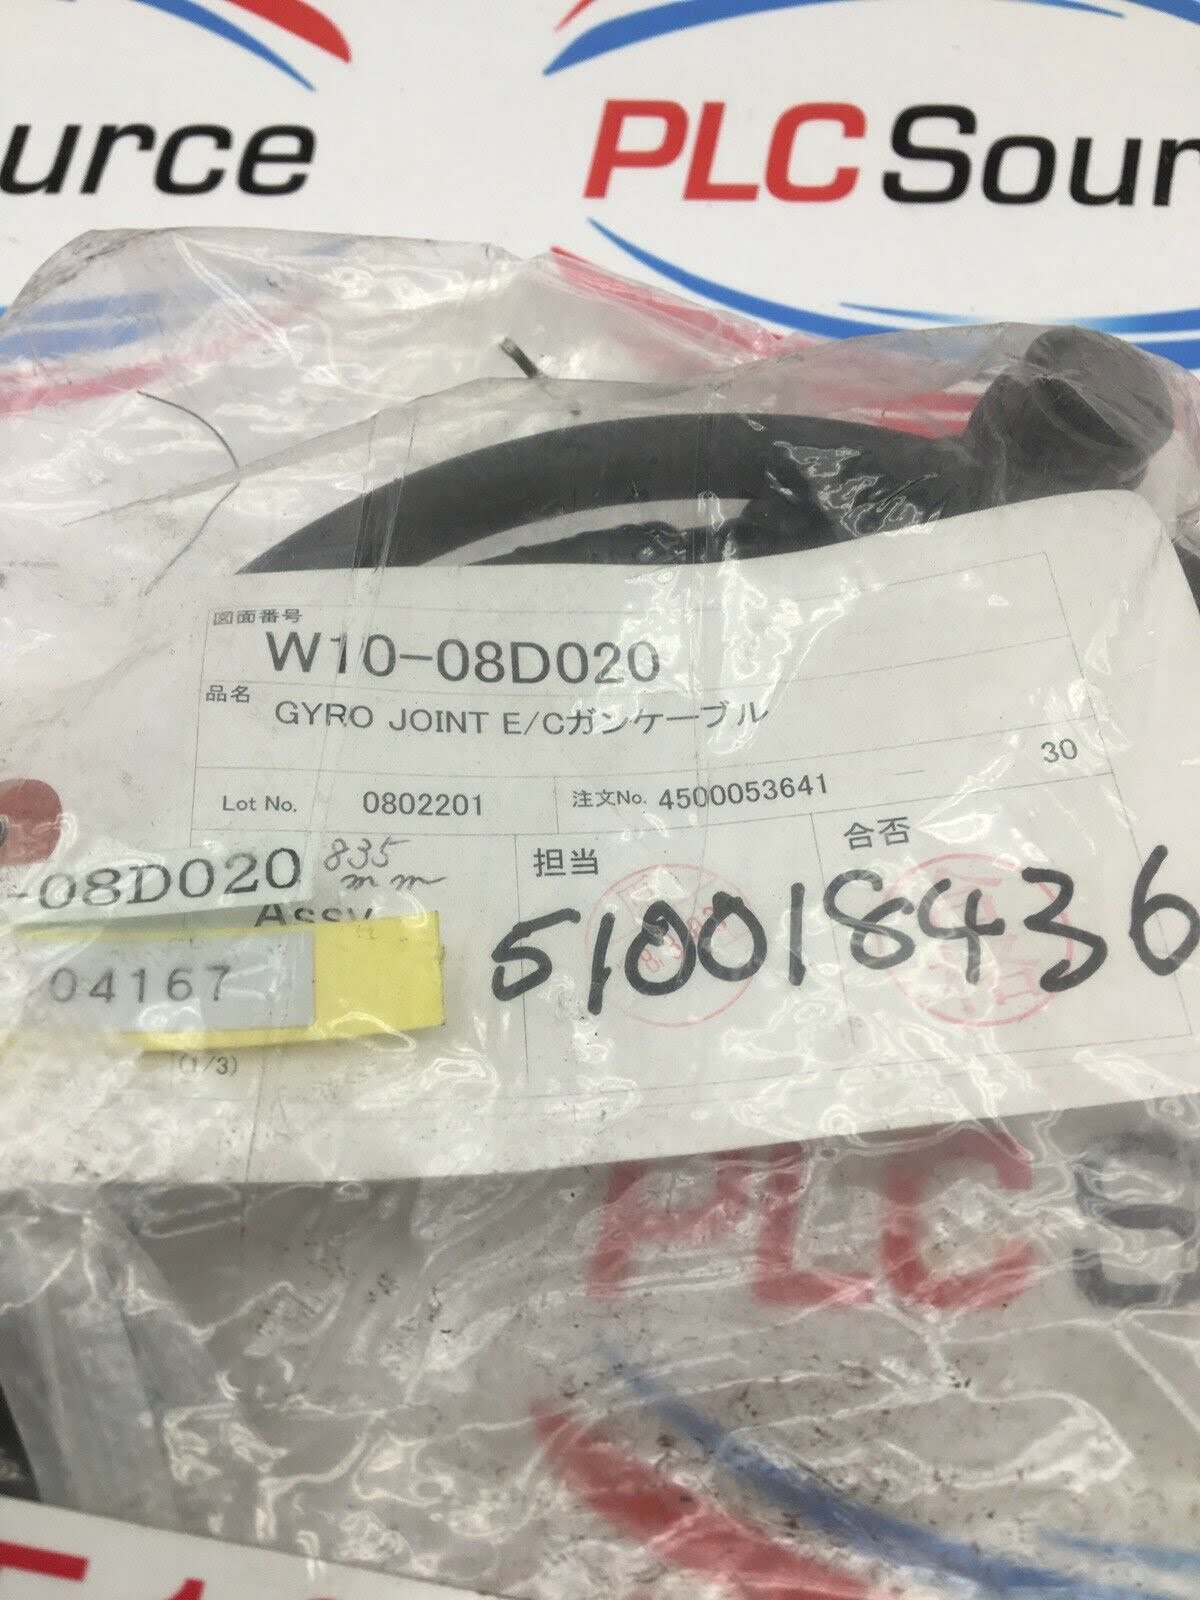 urce
PLC Sour
図面番号
W10-08D020
品名
GYRO JOINT E/Cガンケーブル
30
Lot No. 0802201
注文No. 4500053641
-08D020
835
mm
担当
合否
Assy
510018436
04167
(1/3)
PLC S